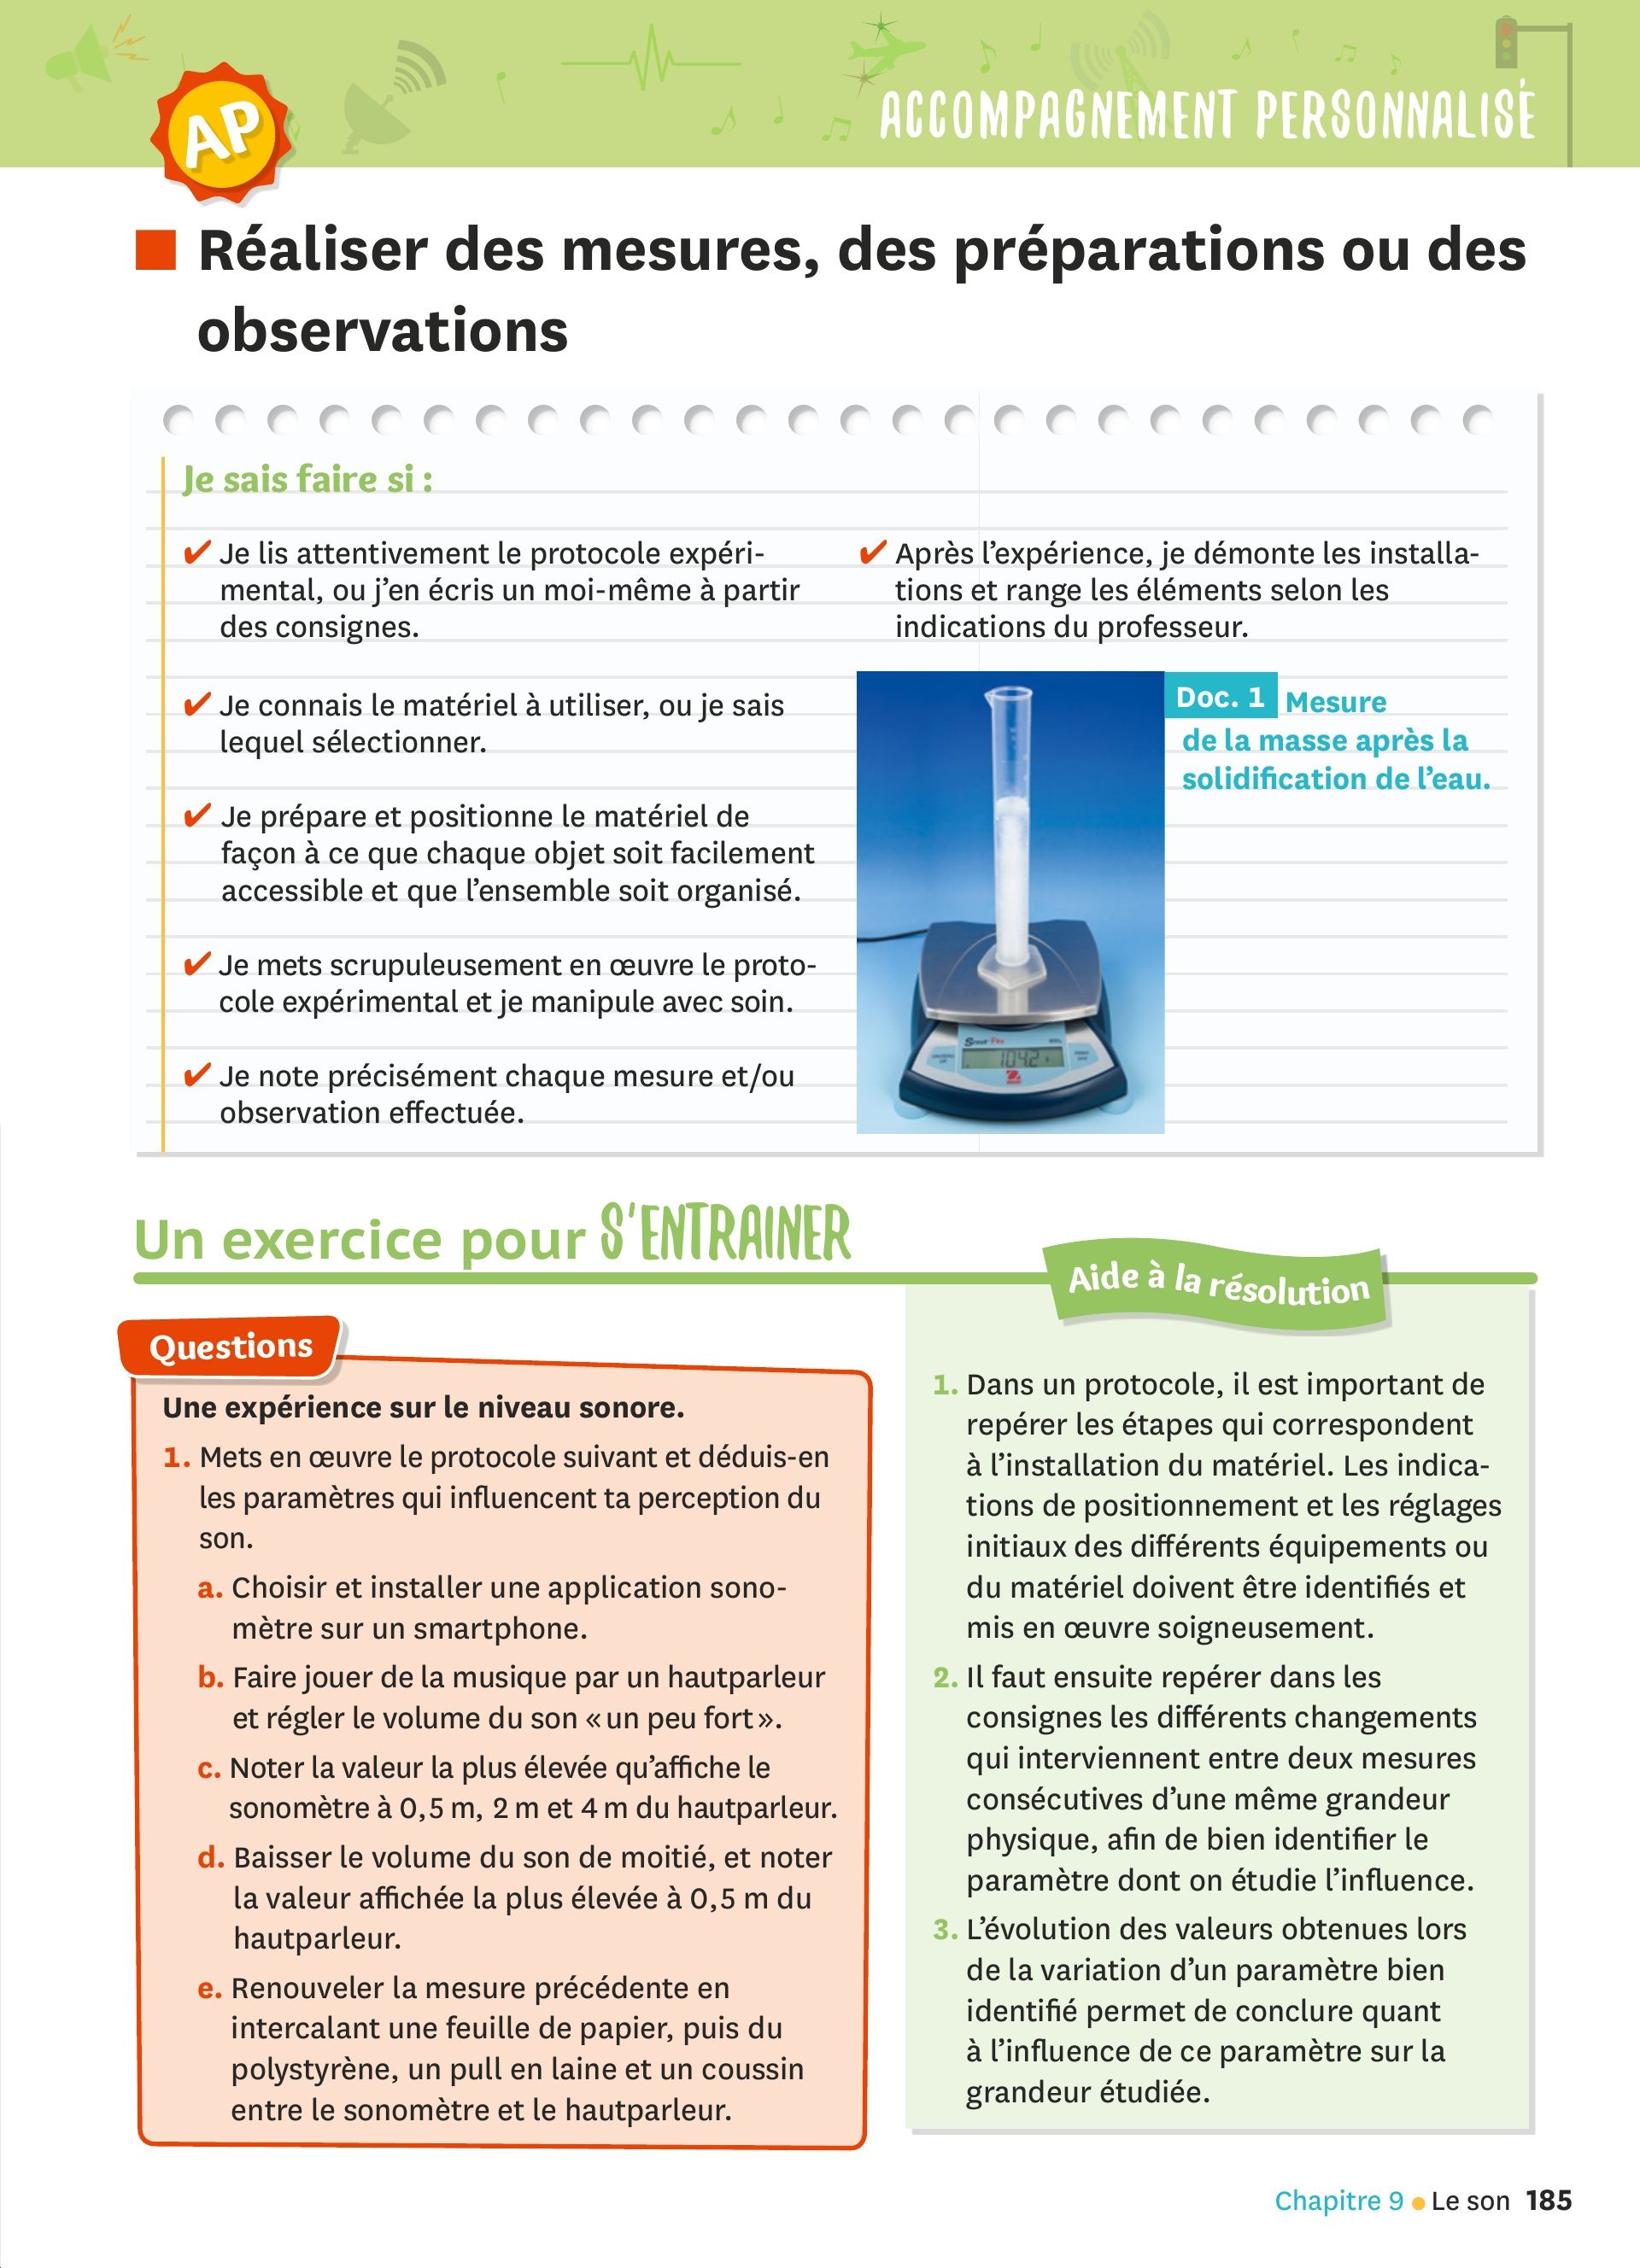 AP
ACCOMPAGNEMENT PERSONNALISÉ
Réaliser des mesures, des préparations ou des
observations
Je sais faire si :
✔ Je lis attentivement le protocole expéri-
mental, ou j'en écris un moi-même à partir
des consignes.
✔ Je connais le matériel à utiliser, ou je sais
lequel sélectionner.
✔ Je prépare et positionne le matériel de
façon à ce que chaque objet soit facilement
accessible et que l'ensemble soit organisé.
✔ Je mets scrupuleusement en œuvre le proto-
cole expérimental et je manipule avec soin.
✔ Je note précisément chaque mesure et/ou
observation effectuée.
✔ Après l'expérience, je démonte les installa-
tions et range les éléments selon les
indications du professeur.
Doc. 1 Mesure
de la masse après la
solidification de l'eau.
Un exercice pour S'ENTRAINER
Questions
Une expérience sur le niveau sonore.
1. Mets en œuvre le protocole suivant et déduis-en
les paramètres qui influencent ta perception du
son.
a. Choisir et installer une application sono-
mètre sur un smartphone.
b. Faire jouer de la musique par un hautparleur
et régler le volume du son « un peu fort ».
c. Noter la valeur la plus élevée qu'affiche le
sonomètre à 0,5 m, 2 m et 4 m du hautparleur.
d. Baisser le volume du son de moitié, et noter
la valeur affichée la plus élevée à 0,5 m du
hautparleur.
e. Renouveler la mesure précédente en
intercalant une feuille de papier, puis du
polystyrène, un pull en laine et un coussin
entre le sonomètre et le hautparleur.
Aide à la résolution
1. Dans un protocole, il est important de
repérer les étapes qui correspondent
à l'installation du matériel. Les indica-
tions de positionnement et les réglages
initiaux des différents équipements ou
du matériel doivent être identifiés et
mis en œuvre soigneusement.
2. Il faut ensuite repérer dans les
consignes les différents changements
qui interviennent entre deux mesures
consécutives d'une même grandeur
physique, afin de bien identifier le
paramètre dont on étudie l'influence.
3. L'évolution des valeurs obtenues lors
de la variation d'un paramètre bien
identifié permet de conclure quant
à l'influence de ce paramètre sur la
grandeur étudiée.
Chapitre 9 • Le son 185